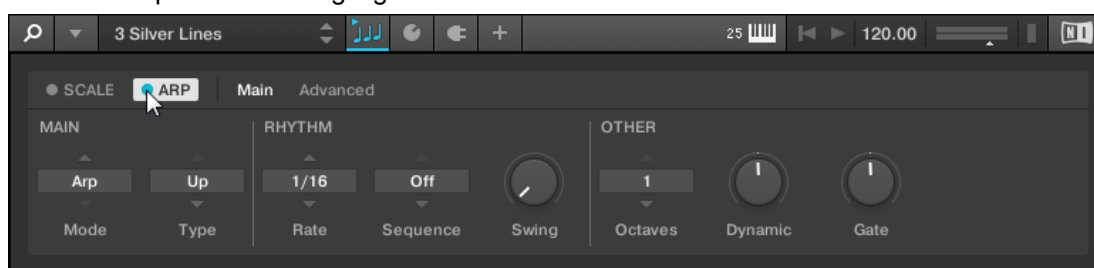 3 Silver Lines 25 120.00 NI
SCALE ARP Main Advanced
MAIN RHYTHM OTHER
Arp Up 1/16 Off 1
Mode Type Rate Sequence Swing Octaves Dynamic Gate